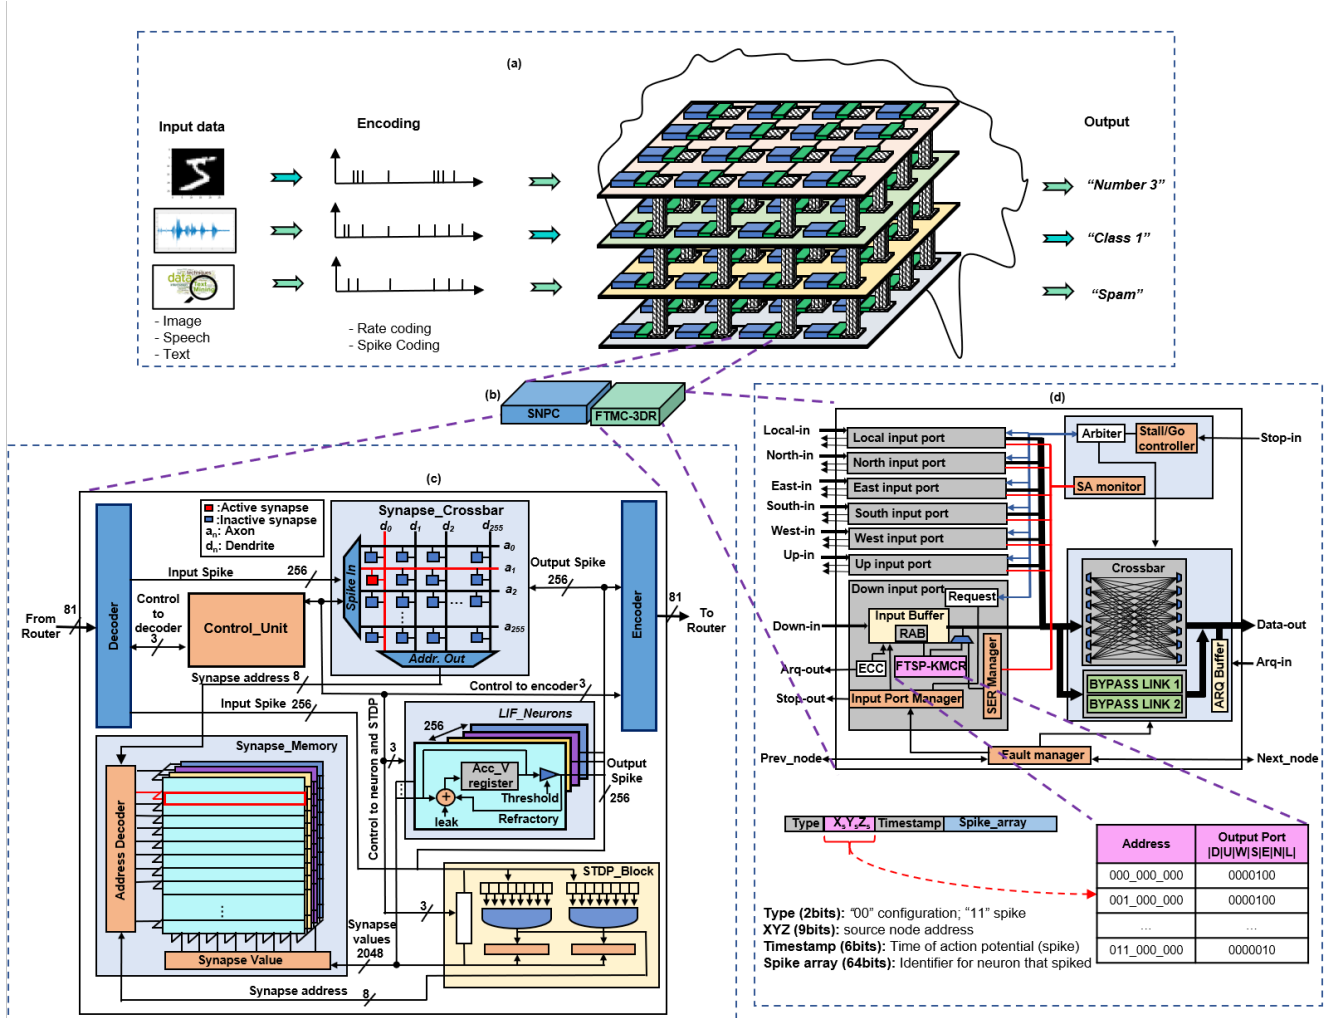 (a)
Input data
Encoding
Output
"Number 3"
"Class 1"
"Spam"
data
Text
Mining
techniques
- Image
- Speech
- Text
- Rate coding
- Spike Coding
(b)
SNPC
FTMC-3DR
(c)
:Active synapse
:Inactive synapse
an: Axon
dn: Dendrite
Synapse_Crossbar
d0 d1 d2 d255
a0
a1
a2
a255
Spike In
Addr. Out
Decoder
Encoder
From
Router
81
Input Spike
256
Control
to
decoder
3
Control_Unit
Output Spike
256
81
To
Router
Synapse address 8
Input Spike
256
Control to encoder 3
Control to neuron and STDP
3
LIF_Neurons
256
Acc_V
register
Threshold
leak
Refractory
Output
Spike
256
Synapse_Memory
Address Decoder
Synapse Value
Synapse
values
2048
Synapse address
8
STDP_Block
3
(d)
Local-in
North-in
East-in
South-in
West-in
Up-in
Local input port
North input port
East input port
South input port
West input port
Up input port
Down input port
Request
Input Buffer
RAB
ECC
FTSP-KMCR
SER Manager
Input Port Manager
Down-in
Arq-out
Stop-out
Prev_node
Arbiter
Stall/Go
controller
SA monitor
Stop-in
Crossbar
BYPASS LINK 1
BYPASS LINK 2
ARQ Buffer
Data-out
Arq-in
Fault manager
Next_node
Type XsYsZs Timestamp Spike_array
Type (2bits): "00" configuration; "11" spike
XYZ (9bits): source node address
Timestamp (6bits): Time of action potential (spike)
Spike array (64bits): Identifier for neuron that spiked
Address Output Port
|D|U|W|S|E|N|L|
000_000_000 0000100
001_000_000 0000100
... ...
011_000_000 0000010